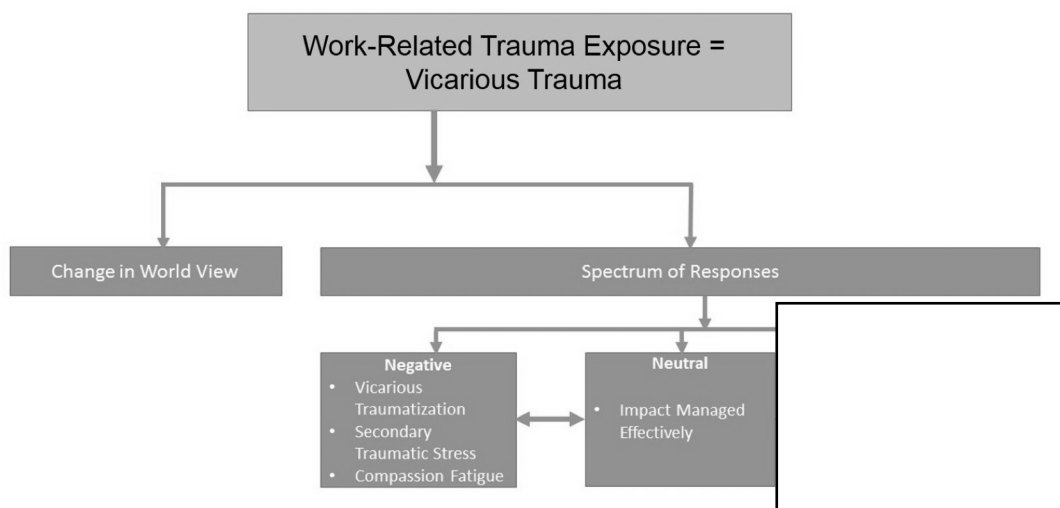 Work-Related Trauma Exposure =
Vicarious Trauma
Change in World View
Spectrum of Responses
Negative
• Vicarious
Traumatization
• Secondary
Traumatic Stress
• Compassion Fatigue
Neutral
• Impact Managed
Effectively